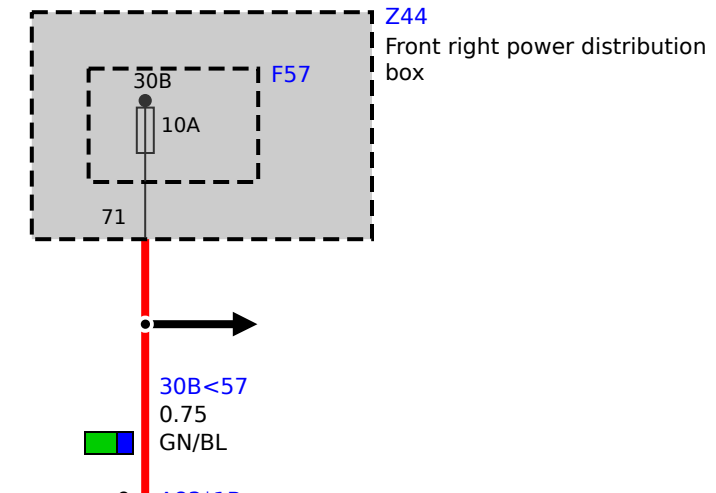 Z44
Front right power distribution
box
30B
F57
10A
71
30B<57
0.75
GN/BL